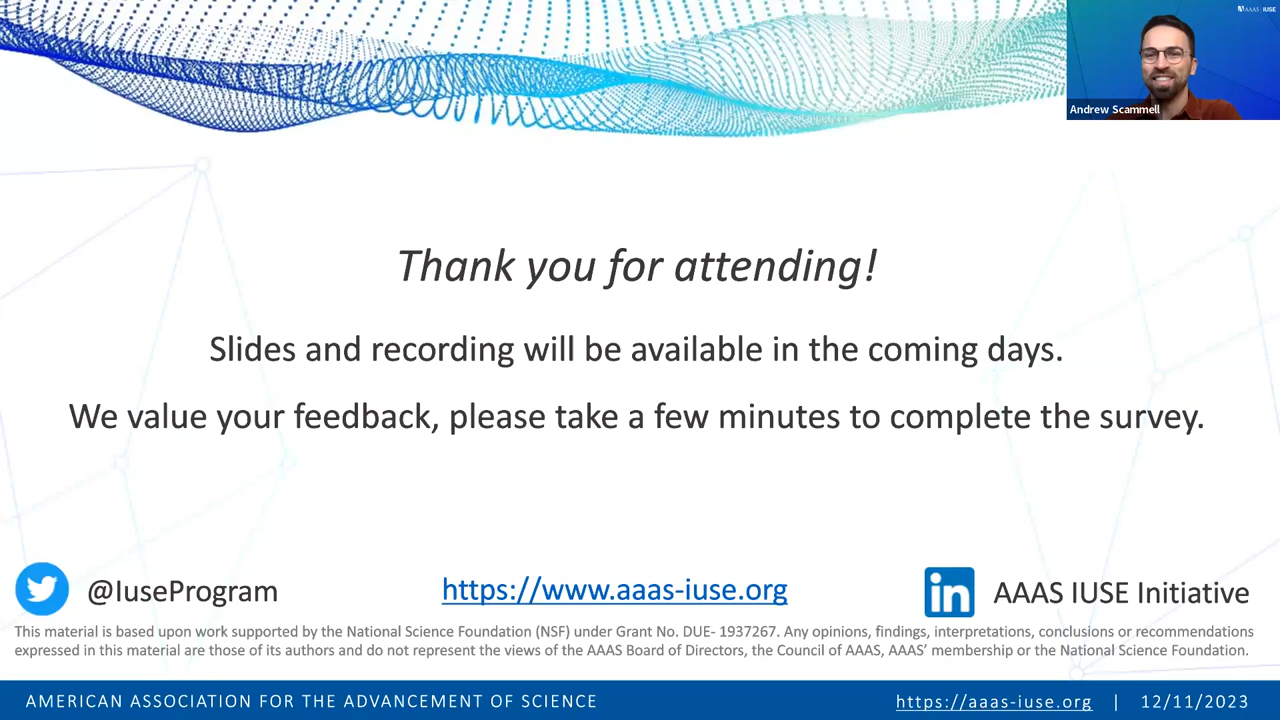 AAAS | IUSE
Andrew Scammell
Thank you for attending!
Slides and recording will be available in the coming days.
We value your feedback, please take a few minutes to complete the survey.
@IuseProgram
https://www.aaas-iuse.org
in
AAAS IUSE Initiative
This material is based upon work supported by the National Science Foundation (NSF) under Grant No. DUE- 1937267. Any opinions, findings, interpretations, conclusions or recommendations
expressed in this material are those of its authors and do not represent the views of the AAAS Board of Directors, the Council of AAAS, AAAS’ membership or the National Science Foundation.
AMERICAN ASSOCIATION FOR THE ADVANCEMENT OF SCIENCE
https://aaas-iuse.org | 12/11/2023